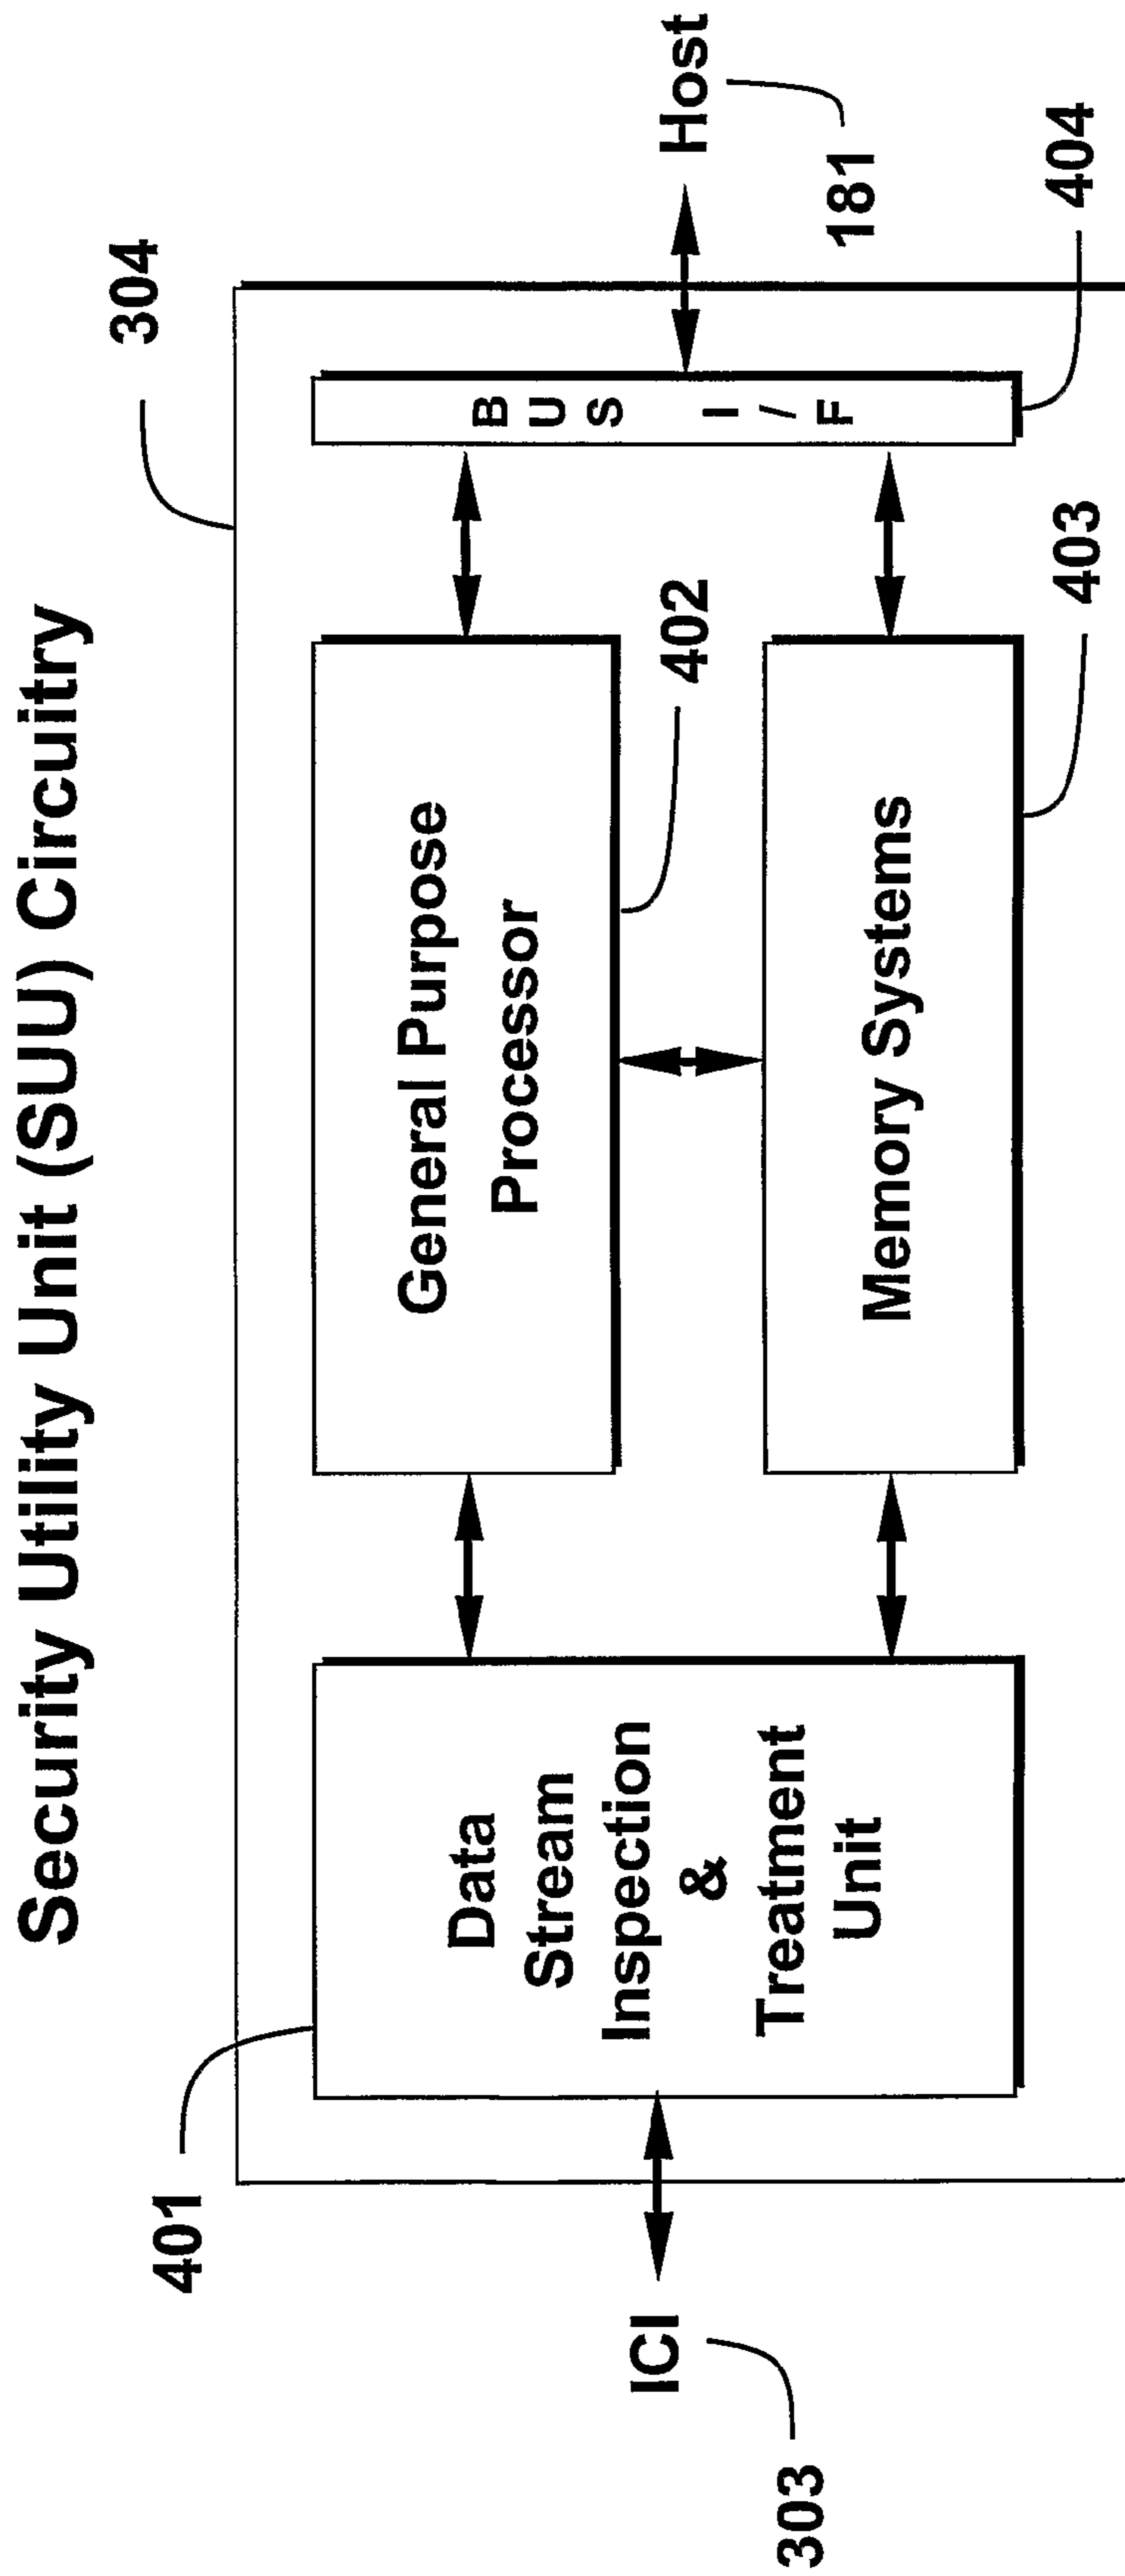 Security Utility Unit (SUU) Circuitry
304
401
Data
Stream
Inspection
&
Treatment
Unit
General Purpose
Processor
402
Memory Systems
403
BUS I/F
404
ICI
303
Host
181